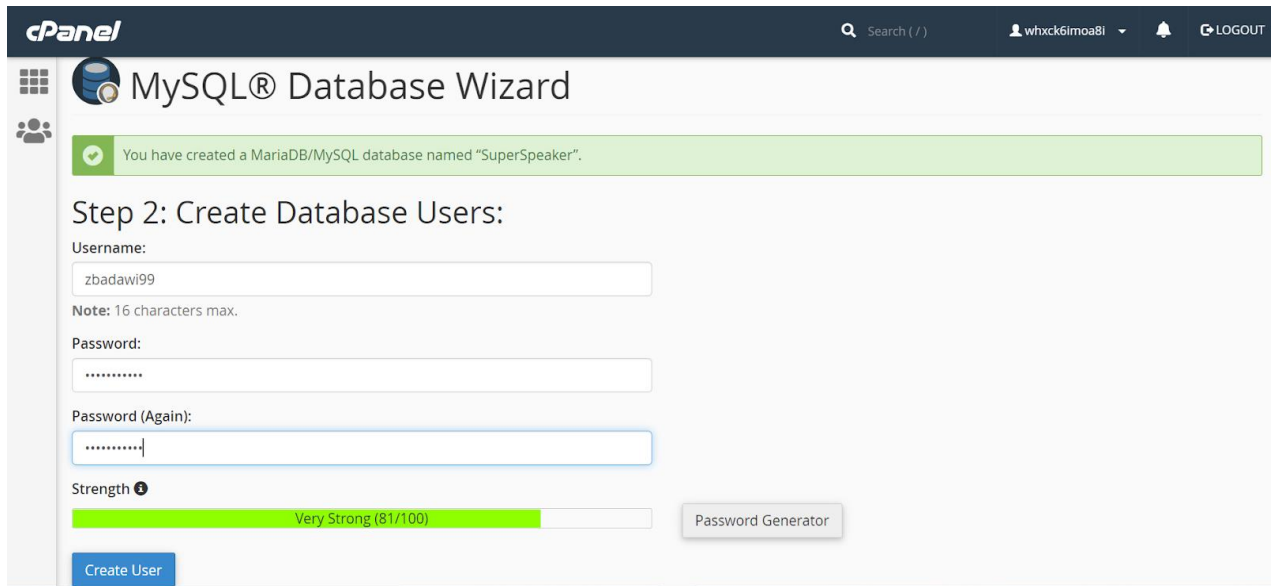 cPanel
Search ( / )
whxck6imoa8i
LOGOUT
MySQL® Database Wizard
You have created a MariaDB/MySQL database named “SuperSpeaker”.
Step 2: Create Database Users:
Username:
zbadawi99
Note: 16 characters max.
Password:
•••••••••••
Password (Again):
•••••••••••
Strength
Very Strong (81/100)
Password Generator
Create User